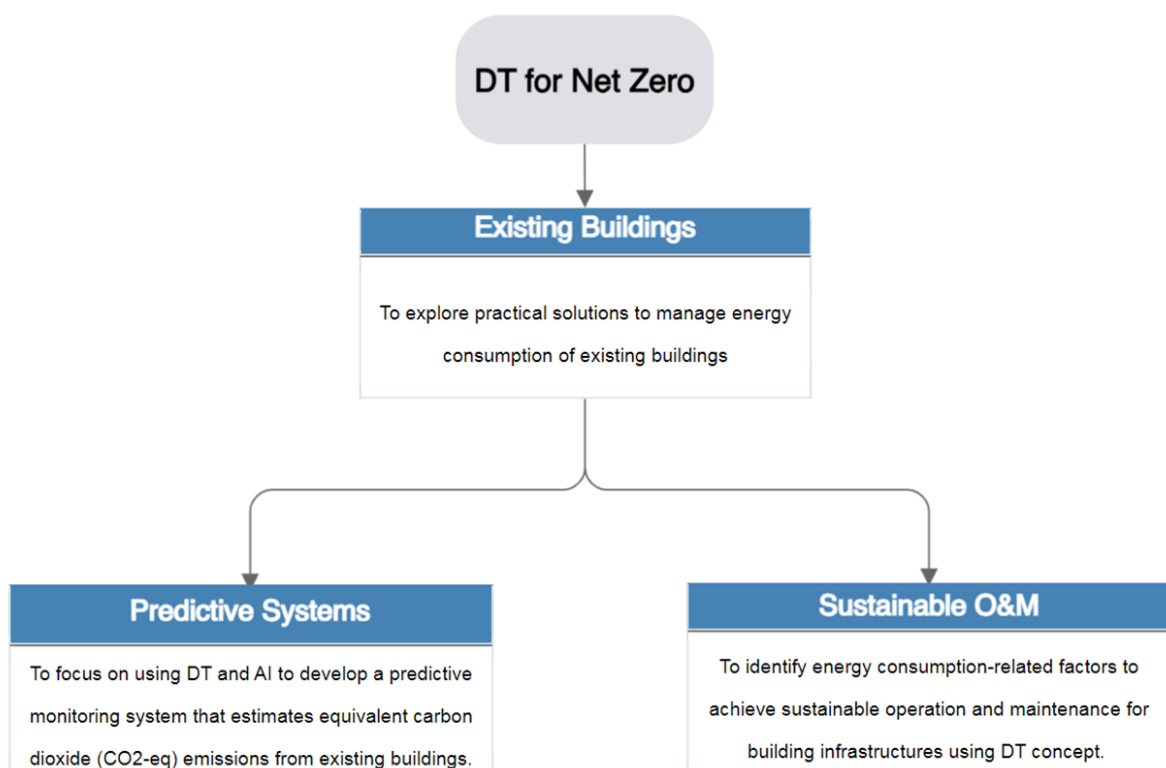 DT for Net Zero
Existing Buildings
To explore practical solutions to manage energy
consumption of existing buildings
Predictive Systems
To focus on using DT and AI to develop a predictive
monitoring system that estimates equivalent carbon
dioxide (CO2-eq) emissions from existing buildings.
Sustainable O&M
To identify energy consumption-related factors to
achieve sustainable operation and maintenance for
building infrastructures using DT concept.